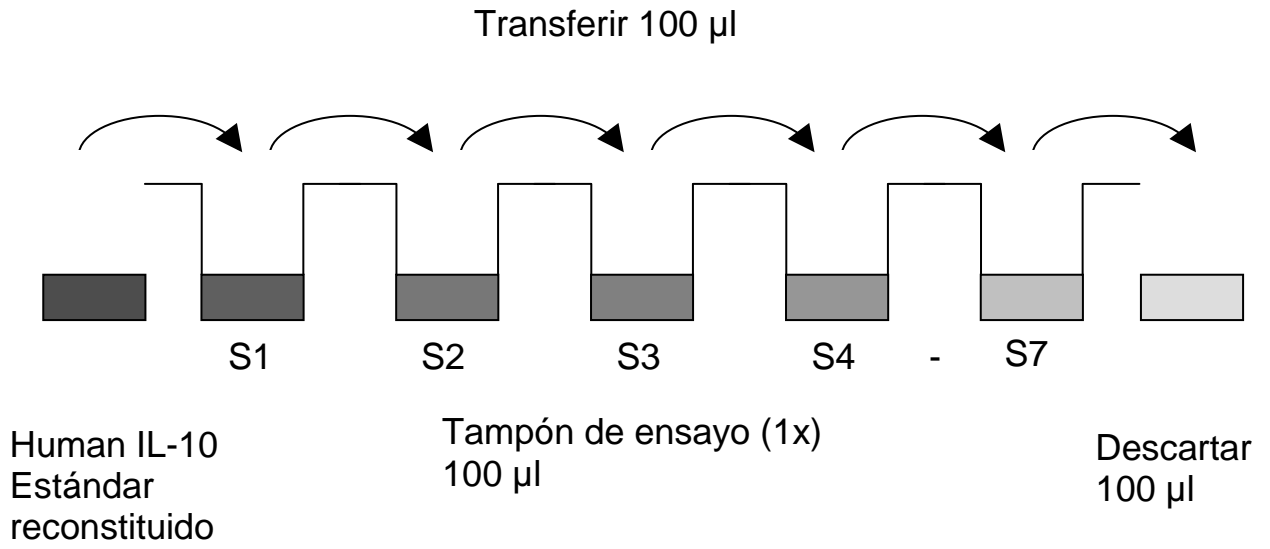 Transferir 100 µl
S1 S2 S3 S4 - S7
Human IL-10
Estándar
reconstituido
Tampón de ensayo (1x)
100 µl
Descartar
100 µl